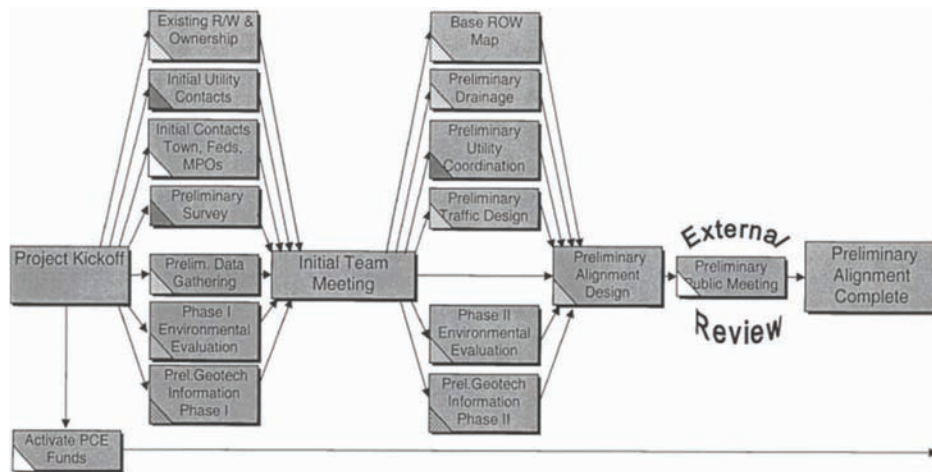 Existing R/W &
Ownership
Initial Utility
Contacts
Initial Contacts
Town, Feds,
MPOs
Preliminary
Survey
Project Kickoff
Prelim. Data
Gathering
Phase I
Environmental
Evaluation
Prel.Geotech
Information
Phase I
Activate PCE
Funds
Initial Team
Meeting
Base ROW
Map
Preliminary
Drainage
Preliminary
Utility
Coordination
Preliminary
Traffic Design
Preliminary
Alignment
Design
Phase II
Environmental
Evaluation
Prel.Geotech
Information
Phase II
External
Preliminary
Public Meeting
Review
Preliminary
Alignment
Complete